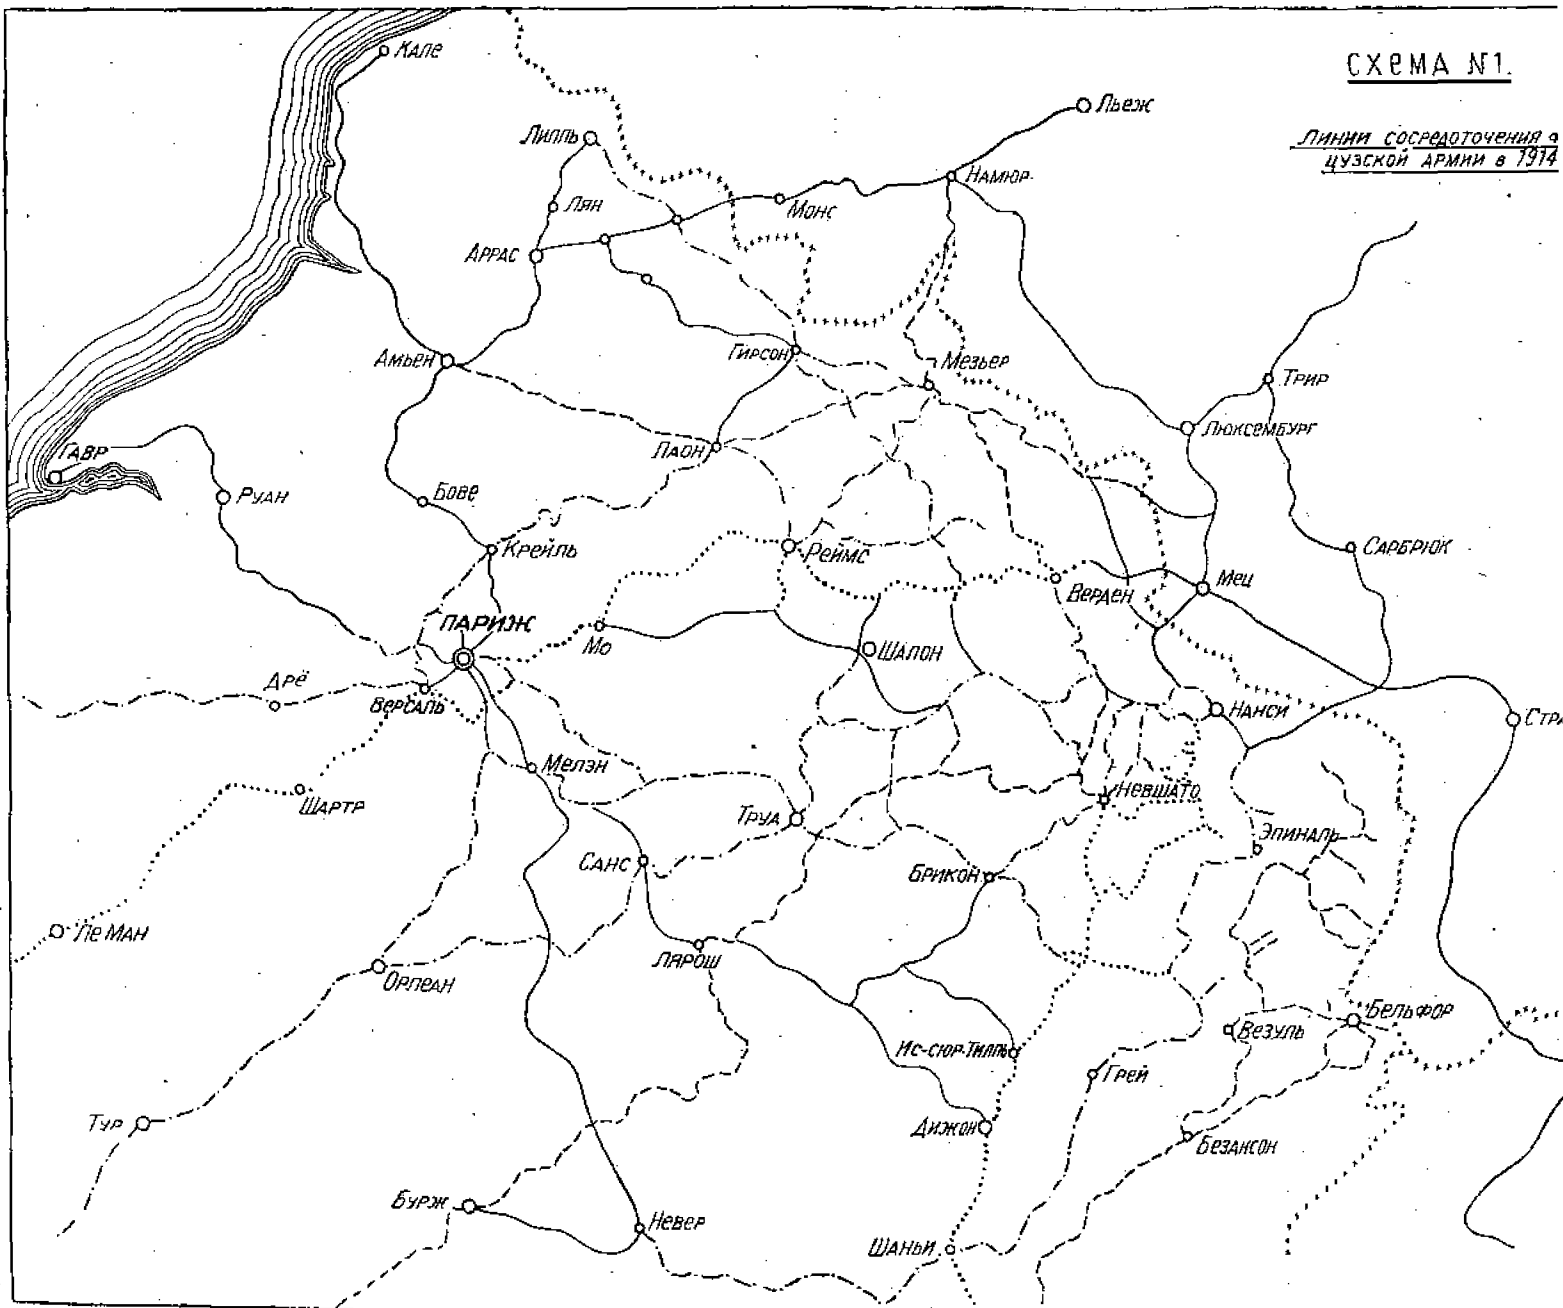 СХЕМА №1.
ЛИНИИ СОСРЕДОТОЧЕНИЯ
ЦУЗСКОЙ АРМИИ в 1914
КАЛЕ
ЛЬЕЖ
ЛИЛЛЬ
НАМЮР.
ЛЯН
МОНС
АРРАС
АМЬЕН
ГИРСОН
МЕЗЬЕР
ТРИР
ЛЮКСЕМБУРГ
ГАВР
ЛАОН
РУАН
БОВЕ
КРЕЙЛЬ
РЕЙМС
САРБРЮК
ВЕРДЕН
МЕЦ
ПАРИЖ
МО
ШАЛОН
ДРЁ
ВЕРСАЛЬ
НАНСИ
СТРА
МЕЛЭН
ШАРТР
НЕВШАТО
ТРУА
ЭПИНАЛЬ
САНС
БРИКОН
ЛЕ МАН
ЛЯРОШ
ОРЛЕАН
БЕЛЬФОР
ВЕЗУЛЬ
ИС-СЮР-ТИЛЛЬ
ГРЕЙ
ТУР
ДИЖОН
БЕЗАНСОН
БУРЖ
НЕВЕР
ШАНЬИ